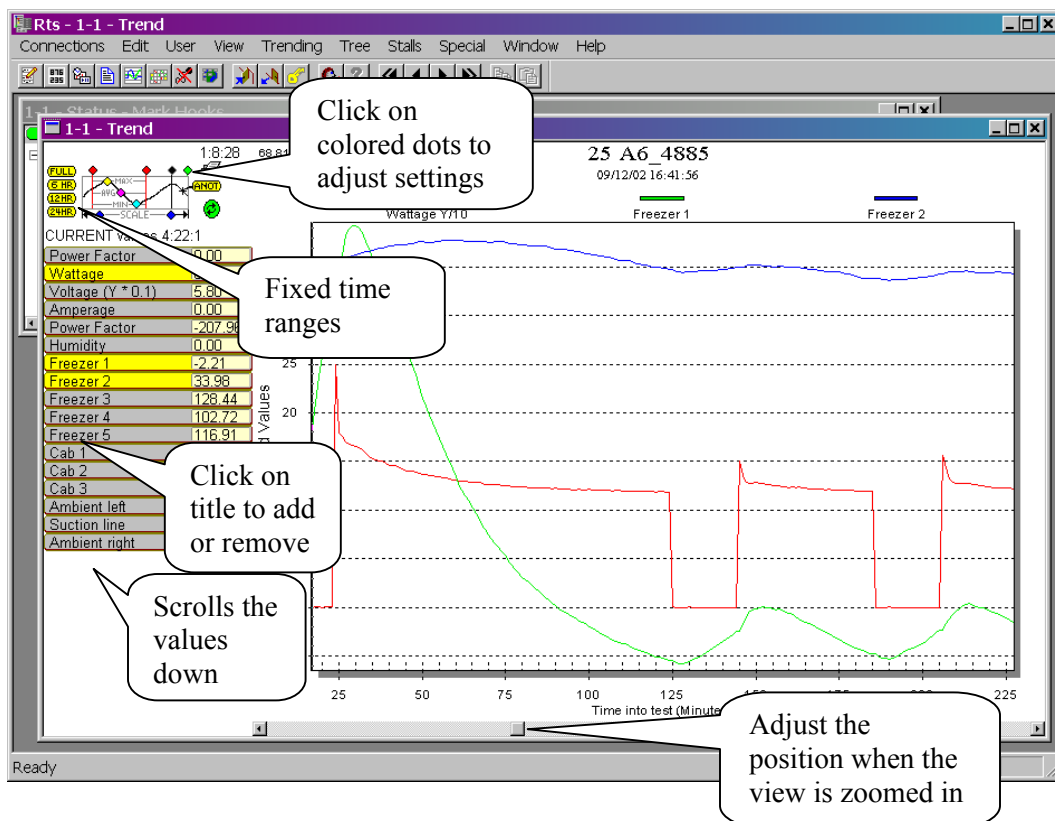 Rts - 1-1 - Trend
Connections Edit User View Trending Tree Stalls Special Window Help
1-1 - Status - Mark Hooks
1-1 - Trend
Click on
colored dots to
adjust settings
1:8:28
68.81
25 A6_4885
09/12/02 16:41:56
FULL
6 HR
12HR
24HR
MAX
AVG
MIN
SCALE
ANOT
Wattage Y/10
Freezer 1
Freezer 2
CURRENT values 4:22:1
Power Factor 0.00
Wattage
Voltage (Y * 0.1) 5.80
Amperage 0.00
Power Factor -207.96
Humidity 0.00
Freezer 1 -2.21
Freezer 2 33.98
Freezer 3 128.44
Freezer 4 102.72
Freezer 5 116.91
Cab 1
Cab 2
Cab 3
Ambient left
Suction line
Ambient right
Fixed time
ranges
Click on
title to add
or remove
Scrolls the
values
down
25
20
Values
25 50 75 100 125 225
Time into test (Minute
Adjust the
position when the
view is zoomed in
Ready